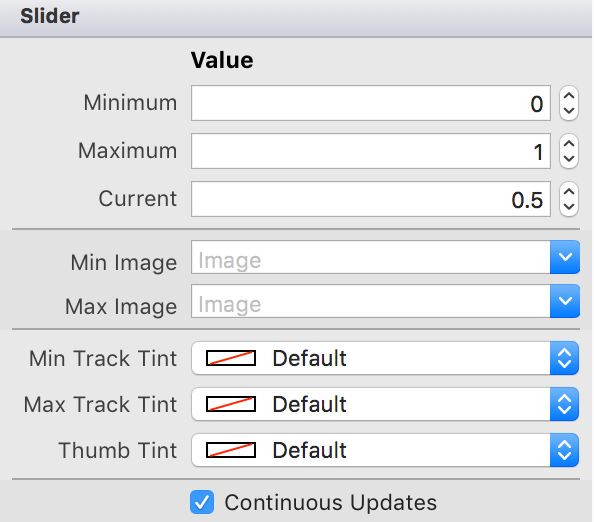 Slider
Value
Minimum 0
Maximum 1
Current 0.5
Min Image Image
Max Image Image
Min Track Tint Default
Max Track Tint Default
Thumb Tint Default
Continuous Updates